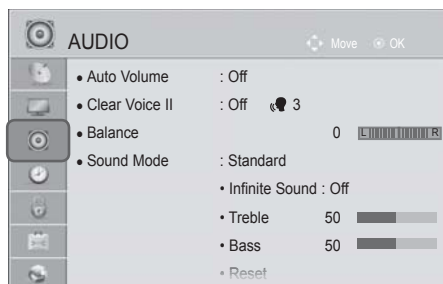 AUDIO Move OK
• Auto Volume : Off
• Clear Voice II : Off 3
• Balance 0 L R
• Sound Mode : Standard
• Infinite Sound : Off
• Treble 50
• Bass 50
• Reset